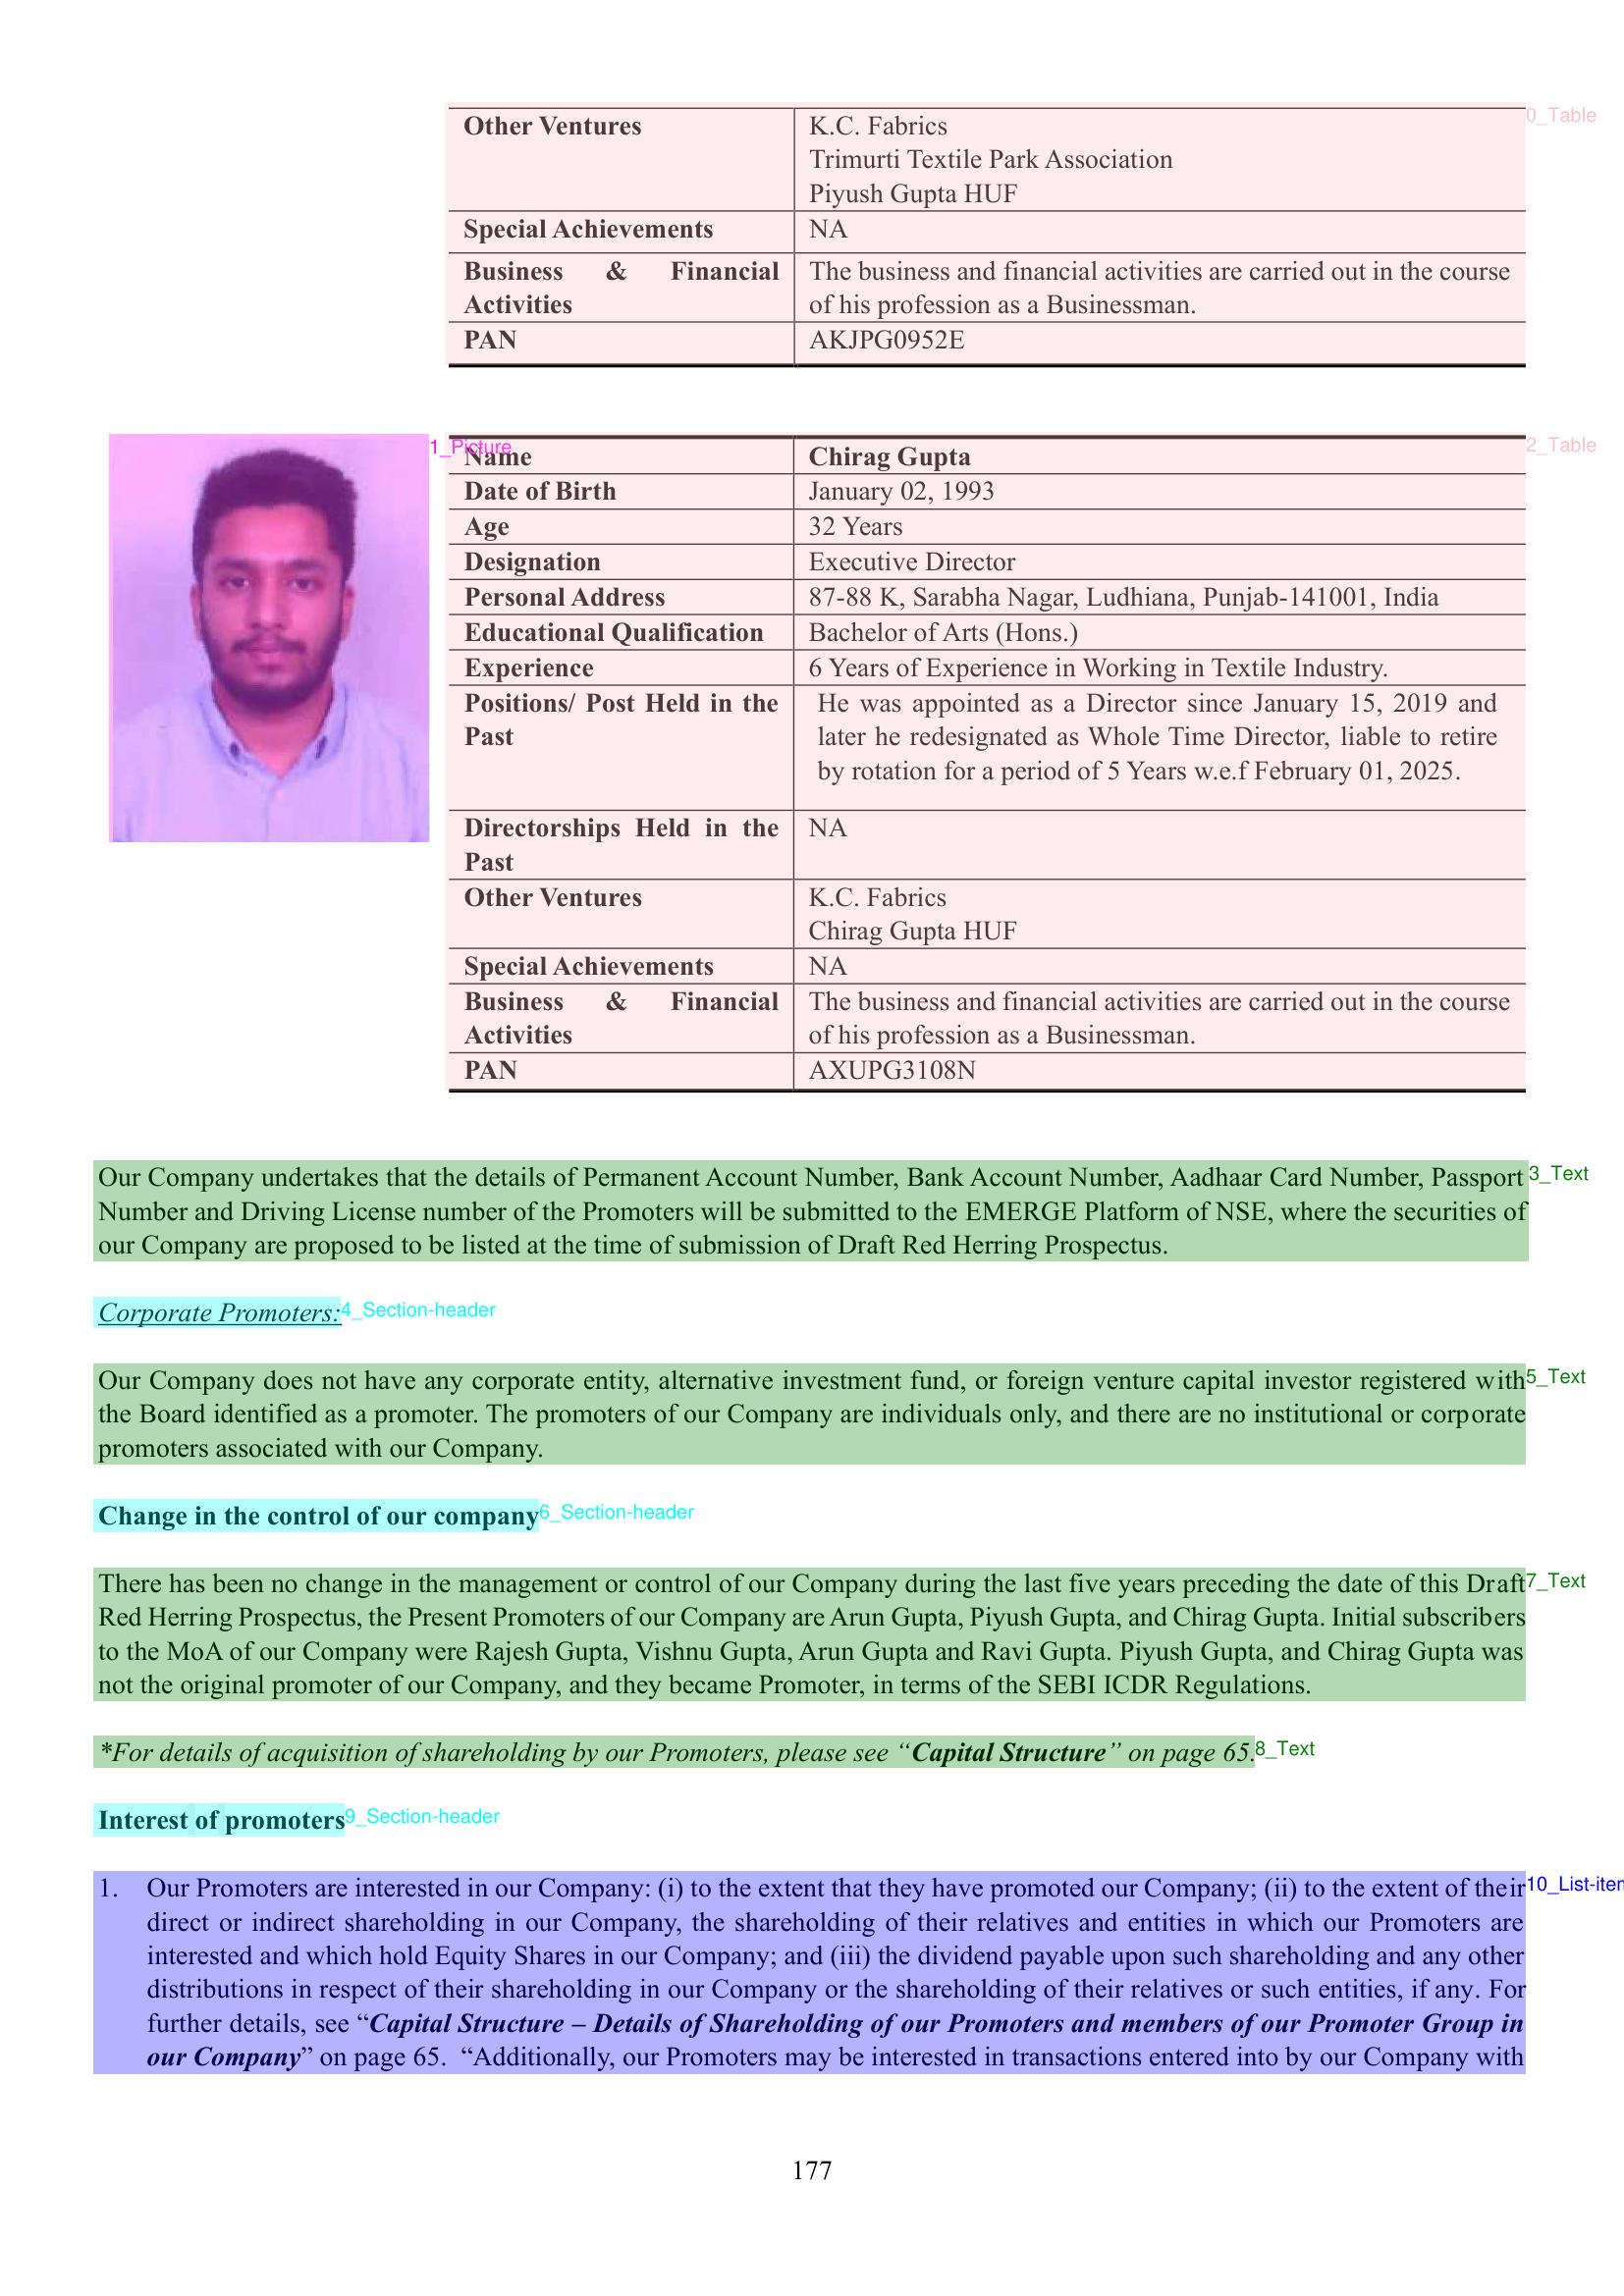 Other Ventures K.C. Fabrics
Trimurti Textile Park Association
Piyush Gupta HUF
Special Achievements NA
Business & Financial Activities The business and financial activities are carried out in the course
of his profession as a Businessman.
PAN AKJPG0952E
0_Table
1_Picture
2_Table
Name Chirag Gupta
Date of Birth January 02, 1993
Age 32 Years
Designation Executive Director
Personal Address 87-88 K, Sarabha Nagar, Ludhiana, Punjab-141001, India
Educational Qualification Bachelor of Arts (Hons.)
Experience 6 Years of Experience in Working in Textile Industry.
Positions/ Post Held in the Past He was appointed as a Director since January 15, 2019 and
later he redesignated as Whole Time Director, liable to retire
by rotation for a period of 5 Years w.e.f February 01, 2025.
Directorships Held in the Past NA
Other Ventures K.C. Fabrics
Chirag Gupta HUF
Special Achievements NA
Business & Financial Activities The business and financial activities are carried out in the course
of his profession as a Businessman.
PAN AXUPG3108N
Our Company undertakes that the details of Permanent Account Number, Bank Account Number, Aadhaar Card Number, Passport 3_Text
Number and Driving License number of the Promoters will be submitted to the EMERGE Platform of NSE, where the securities of
our Company are proposed to be listed at the time of submission of Draft Red Herring Prospectus.
Corporate Promoters: 4_Section-header
Our Company does not have any corporate entity, alternative investment fund, or foreign venture capital investor registered with 5_Text
the Board identified as a promoter. The promoters of our Company are individuals only, and there are no institutional or corporate
promoters associated with our Company.
Change in the control of our company 6_Section-header
There has been no change in the management or control of our Company during the last five years preceding the date of this Draft 7_Text
Red Herring Prospectus, the Present Promoters of our Company are Arun Gupta, Piyush Gupta, and Chirag Gupta. Initial subscribers
to the MoA of our Company were Rajesh Gupta, Vishnu Gupta, Arun Gupta and Ravi Gupta. Piyush Gupta, and Chirag Gupta was
not the original promoter of our Company, and they became Promoter, in terms of the SEBI ICDR Regulations.
*For details of acquisition of shareholding by our Promoters, please see “Capital Structure” on page 65. 8_Text
Interest of promoters 9_Section-header
1. Our Promoters are interested in our Company: (i) to the extent that they have promoted our Company; (ii) to the extent of their 10_List-iter
direct or indirect shareholding in our Company, the shareholding of their relatives and entities in which our Promoters are
interested and which hold Equity Shares in our Company; and (iii) the dividend payable upon such shareholding and any other
distributions in respect of their shareholding in our Company or the shareholding of their relatives or such entities, if any. For
further details, see “Capital Structure – Details of Shareholding of our Promoters and members of our Promoter Group in
our Company” on page 65. “Additionally, our Promoters may be interested in transactions entered into by our Company with
177